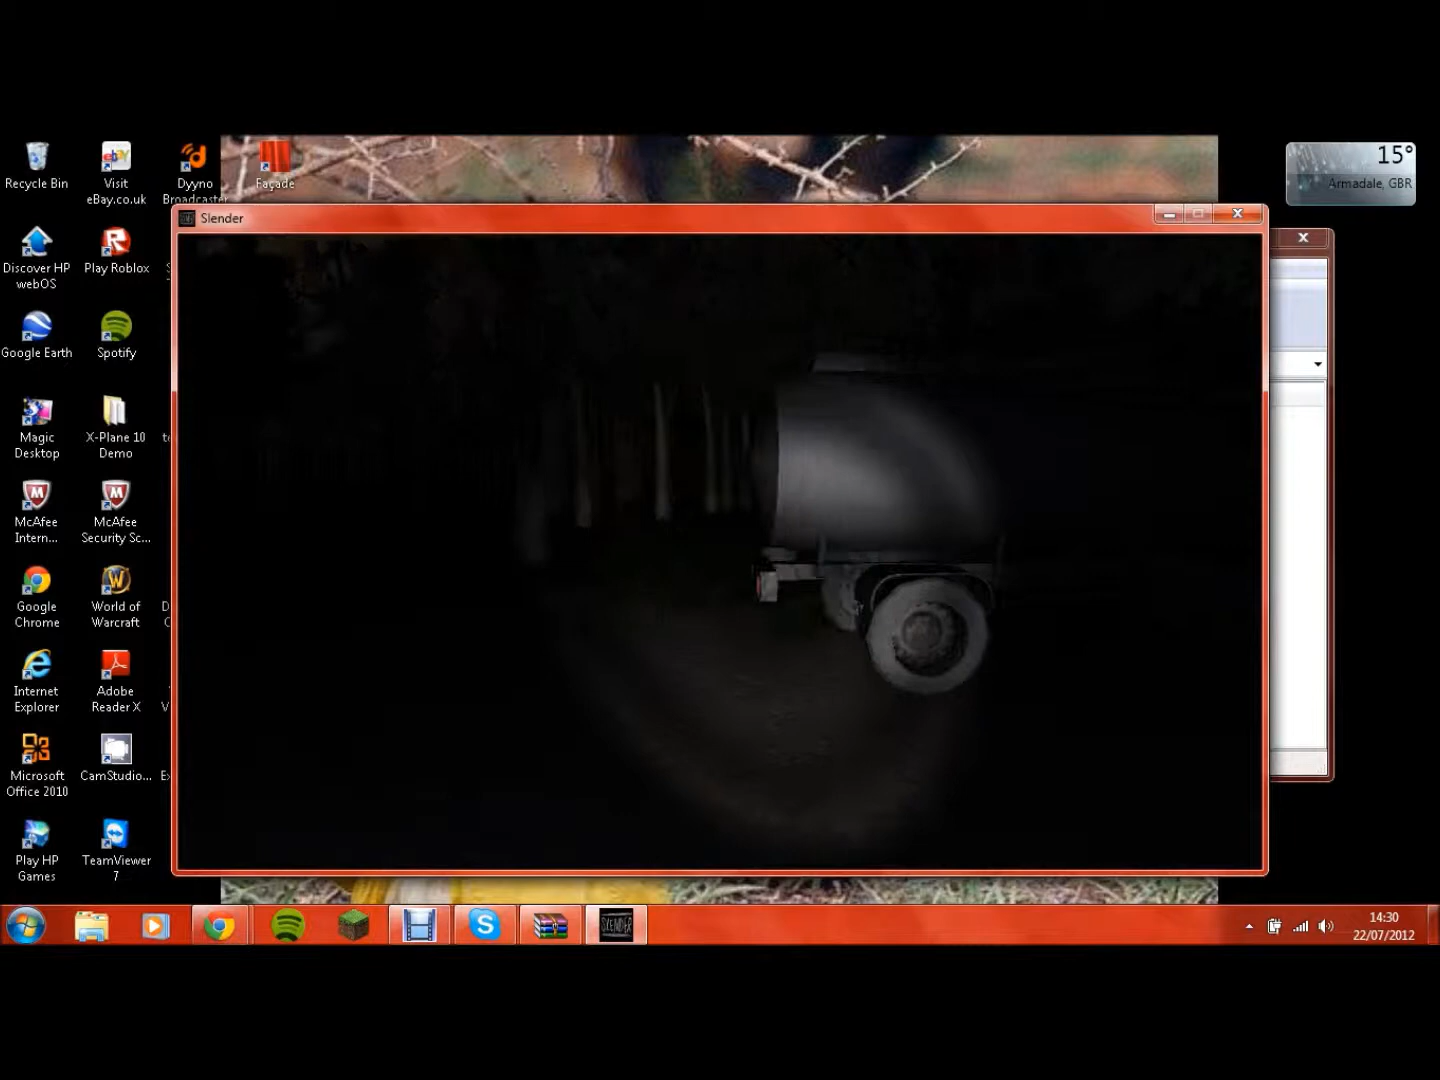 Recycle Bin
Visit
eBay.co.uk
Dyyno
Broadcaster
Façade
15°
Armadale, GBR
Slender
Discover HP
webOS
Play Roblox
Google Earth
Spotify
Magic
Desktop
X-Plane 10
Demo
McAfee
Intern...
McAfee
Security Sc...
Google
Chrome
World of
Warcraft
Internet
Explorer
Adobe
Reader X
Microsoft
Office 2010
CamStudio...
Play HP
Games
TeamViewer
7
SLENDER
14:30
22/07/2012